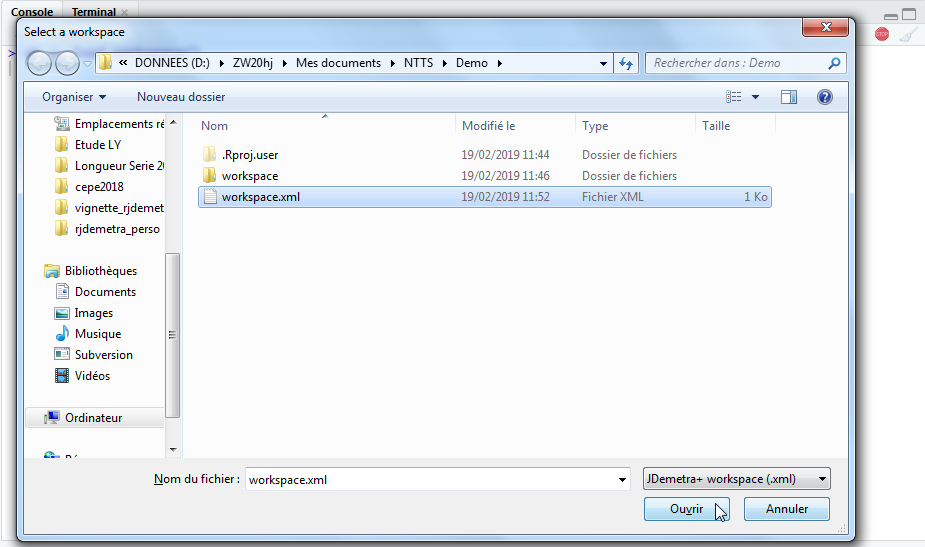 Console Terminal ×
Select a workspace
« DONNEES (D:) ZW20hj Mes documents NTTS Demo
Rechercher dans : Demo
Organiser Nouveau dossier
Nom Modifié le Type Taille
Emplacements ré
Etude LY
Longueur Serie 20
cepe2018
vignette_rjdemet
rjdemetra_perso
Bibliothèques
Documents
Images
Musique
Subversion
Vidéos
Ordinateur
.Rproj.user 19/02/2019 11:44 Dossier de fichiers
workspace 19/02/2019 11:46 Dossier de fichiers
workspace.xml 19/02/2019 11:52 Fichier XML 1 Ko
Nom du fichier : workspace.xml JDemetra+ workspace (.xml)
Ouvrir Annuler